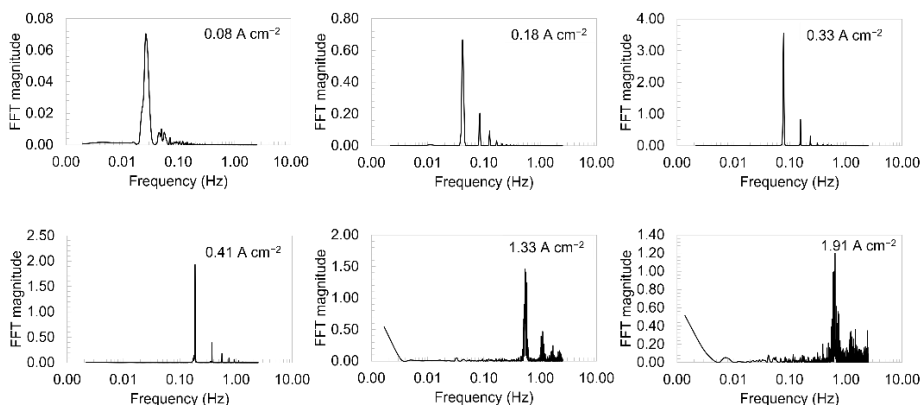 0.08 A cm⁻²
FFT magnitude
0.08
0.06
0.04
0.02
0.00
0.00 0.01 0.10 1.00 10.00
Frequency (Hz)
0.18 A cm⁻²
FFT magnitude
0.80
0.60
0.40
0.20
0.00
0.00 0.01 0.10 1.00 10.00
Frequency (Hz)
0.33 A cm⁻²
FFT magnitude
4.00
3.00
2.00
1.00
0.00
0.00 0.01 0.10 1.00 10.00
Frequency (Hz)
0.41 A cm⁻²
FFT magnitude
2.50
2.00
1.50
1.00
0.50
0.00
0.00 0.01 0.10 1.00 10.00
Frequency (Hz)
1.33 A cm⁻²
FFT magnitude
2.00
1.50
1.00
0.50
0.00
0.00 0.01 0.10 1.00 10.00
Frequency (Hz)
1.91 A cm⁻²
FFT magnitude
1.40
1.20
1.00
0.80
0.60
0.40
0.20
0.00
0.00 0.01 0.10 1.00 10.00
Frequency (Hz)